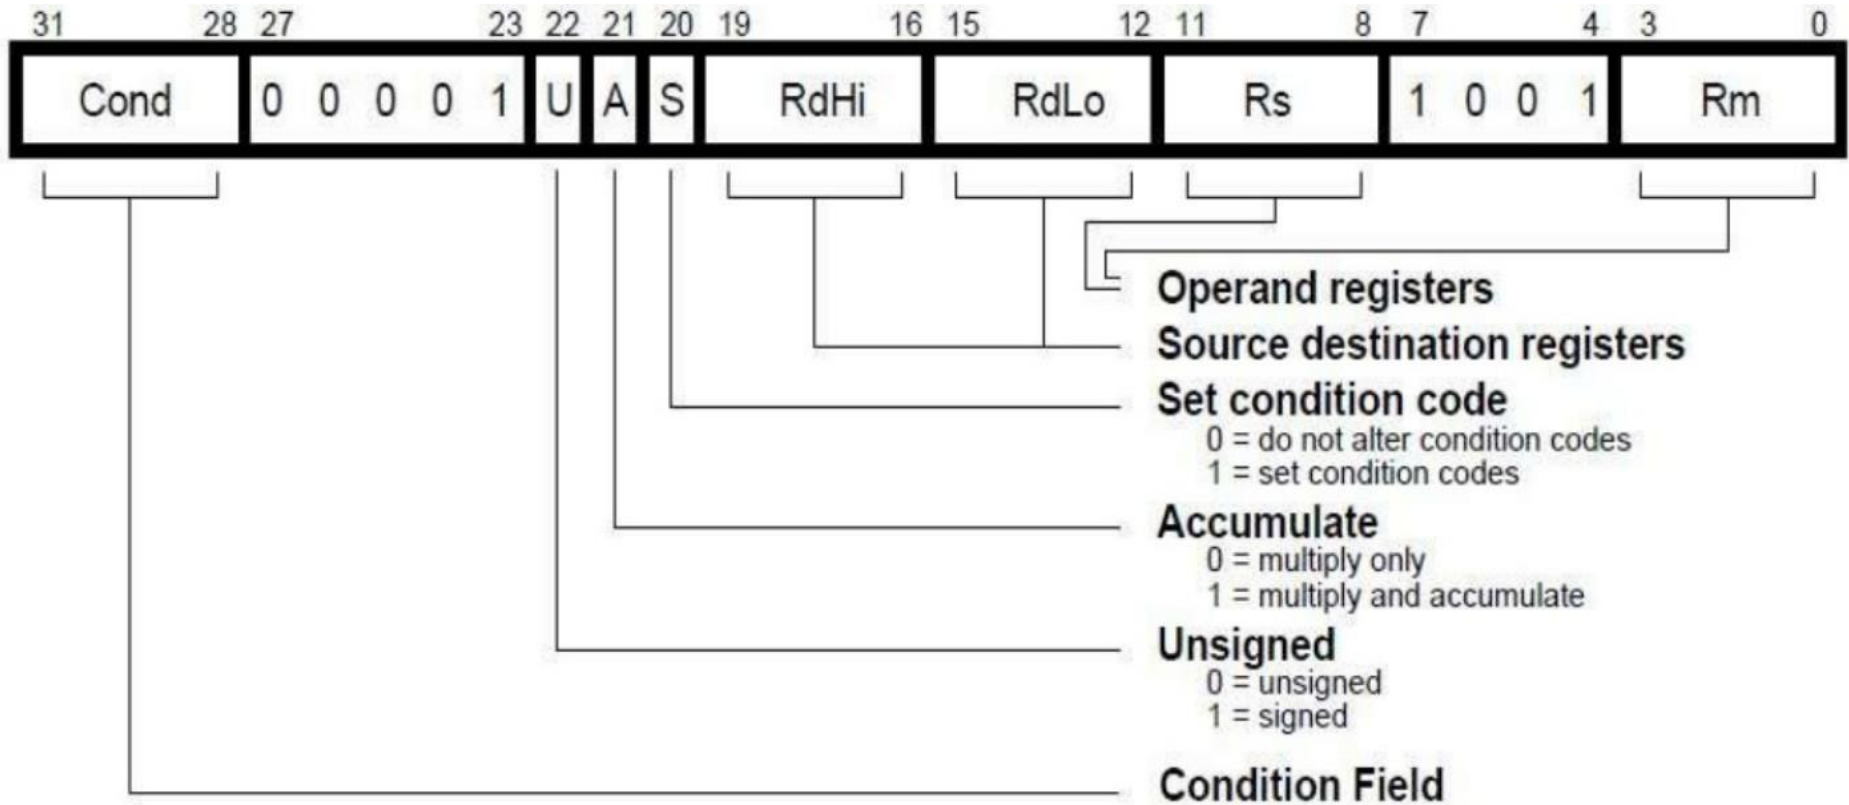 31 28 27 23 22 21 20 19 16 15 12 11 8 7 4 3 0
Cond 0 0 0 0 1 U A S RdHi RdLo Rs 1 0 0 1 Rm
Operand registers
Source destination registers
Set condition code
0 = do not alter condition codes
1 = set condition codes
Accumulate
0 = multiply only
1 = multiply and accumulate
Unsigned
0 = unsigned
1 = signed
Condition Field